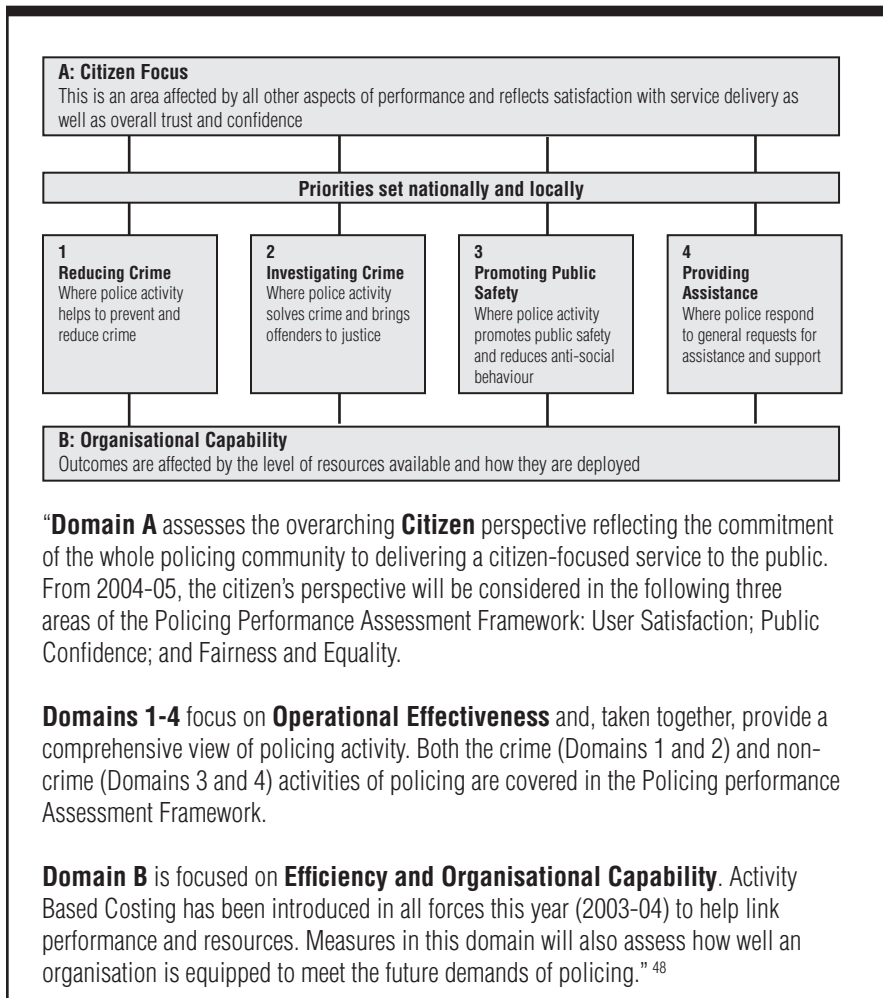 A: Citizen Focus
This is an area affected by all other aspects of performance and reflects satisfaction with service delivery as
well as overall trust and confidence
Priorities set nationally and locally
1
Reducing Crime
Where police activity
helps to prevent and
reduce crime
2
Investigating Crime
Where police activity
solves crime and brings
offenders to justice
3
Promoting Public
Safety
Where police activity
promotes public safety
and reduces anti-social
behaviour
4
Providing
Assistance
Where police respond
to general requests for
assistance and support
B: Organisational Capability
Outcomes are affected by the level of resources available and how they are deployed
“Domain A assesses the overarching Citizen perspective reflecting the commitment
of the whole policing community to delivering a citizen-focused service to the public.
From 2004-05, the citizen’s perspective will be considered in the following three
areas of the Policing Performance Assessment Framework: User Satisfaction; Public
Confidence; and Fairness and Equality.
Domains 1-4 focus on Operational Effectiveness and, taken together, provide a
comprehensive view of policing activity. Both the crime (Domains 1 and 2) and non-
crime (Domains 3 and 4) activities of policing are covered in the Policing performance
Assessment Framework.
Domain B is focused on Efficiency and Organisational Capability. Activity
Based Costing has been introduced in all forces this year (2003-04) to help link
performance and resources. Measures in this domain will also assess how well an
organisation is equipped to meet the future demands of policing.” 48